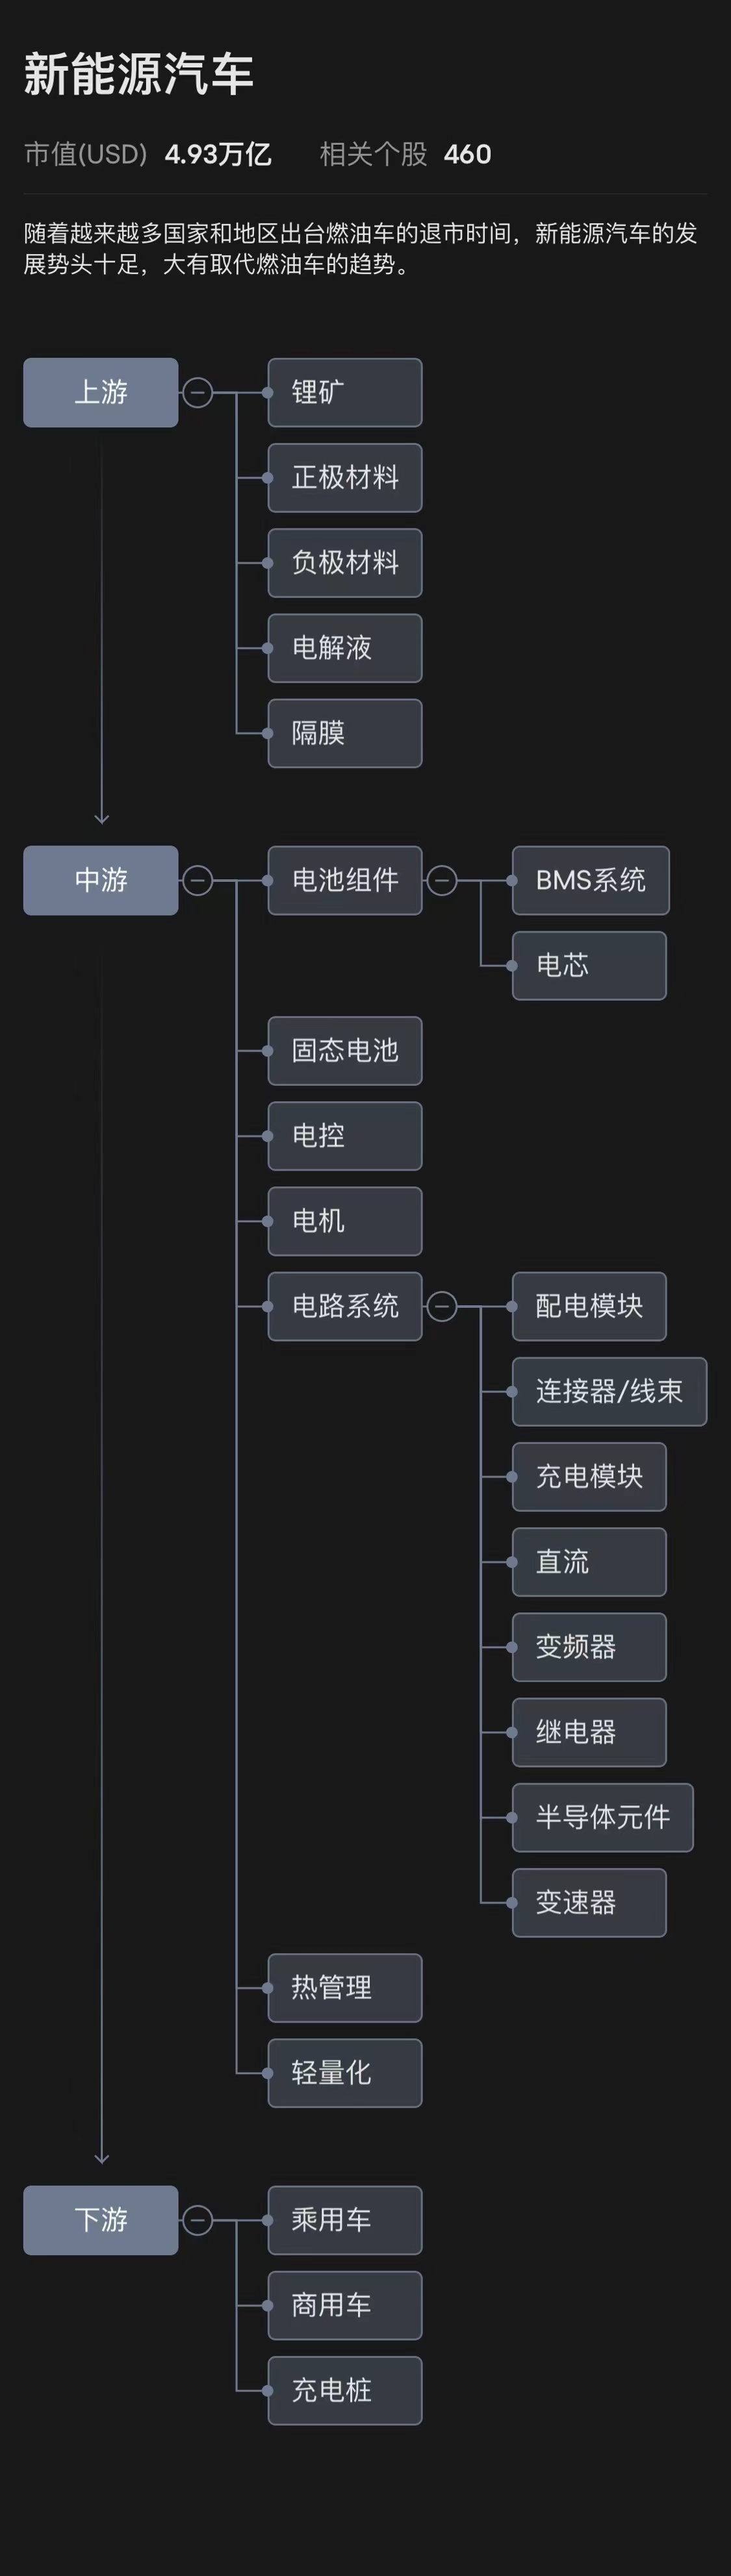 新能源汽车
市值(USD) 4.93万亿 相关个股 460
随着越来越多国家和地区出台燃油车的退市时间，新能源汽车的发
展势头十足，大有取代燃油车的趋势。
上游
锂矿
正极材料
负极材料
电解液
隔膜
中游
电池组件
BMS系统
电芯
固态电池
电控
电机
电路系统
配电模块
连接器/线束
充电模块
直流
变频器
继电器
半导体元件
变速器
热管理
轻量化
下游
乘用车
商用车
充电桩